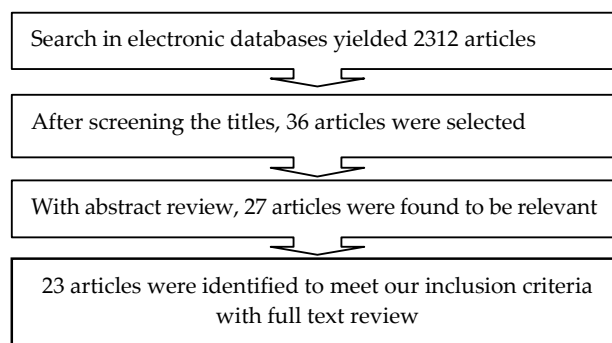 Search in electronic databases yielded 2312 articles
After screening the titles, 36 articles were selected
With abstract review, 27 articles were found to be relevant
23 articles were identified to meet our inclusion criteria
with full text review